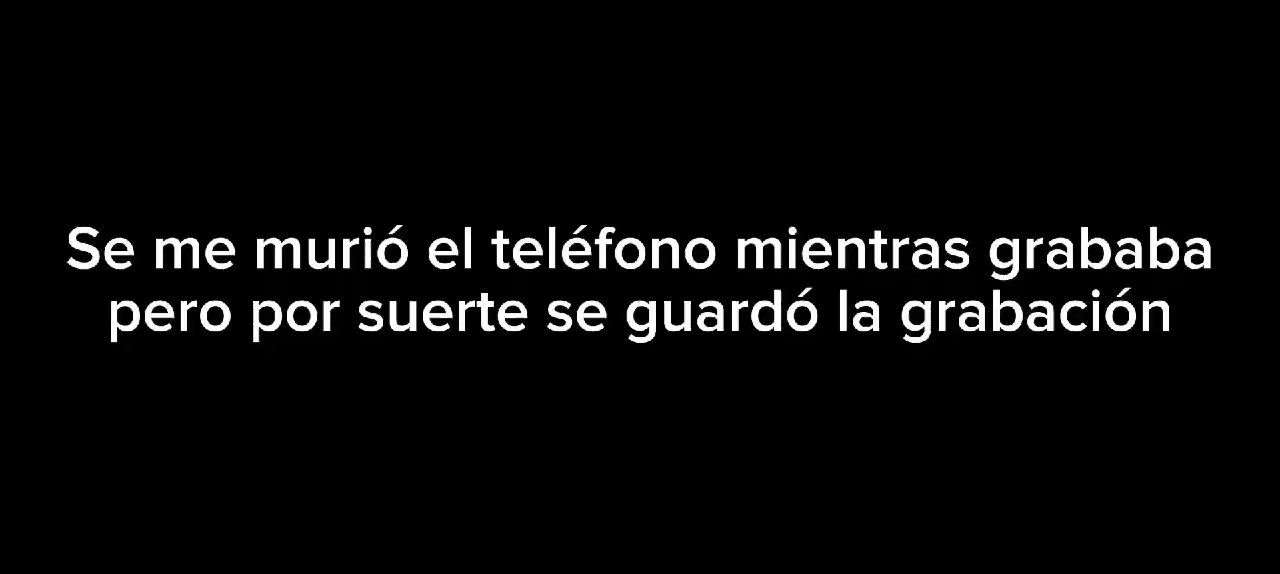 Se me murió el teléfono mientras grababa
pero por suerte se guardó la grabación